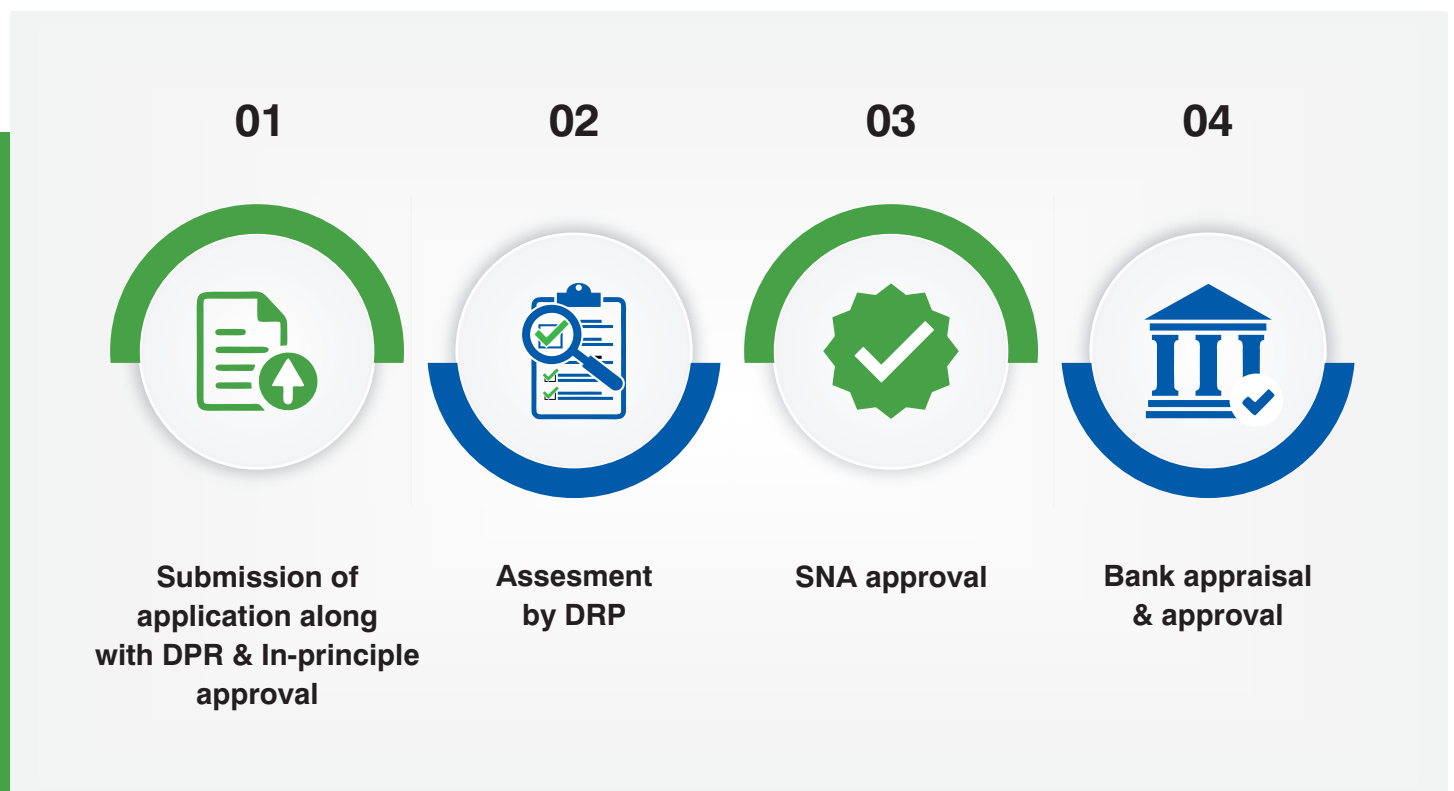 01
Submission of
application along
with DPR & In-principle
approval
02
Assesment
by DRP
03
SNA approval
04
Bank appraisal
& approval